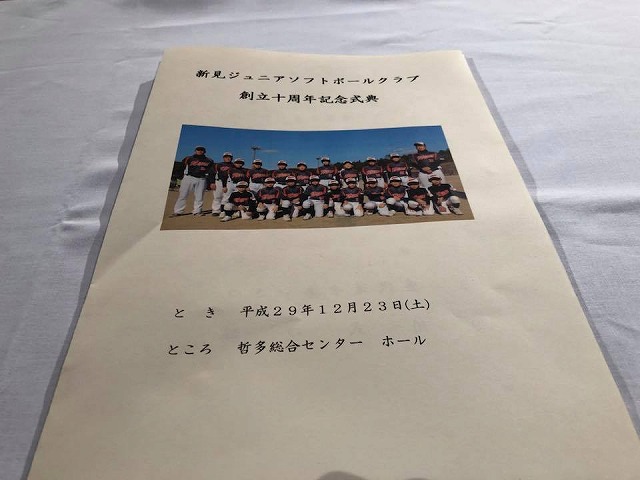 新見ジュニアソフトボールクラブ
創立十周年記念式典
とき 平成29年12月23日(土)
ところ 哲多総合センター ホール